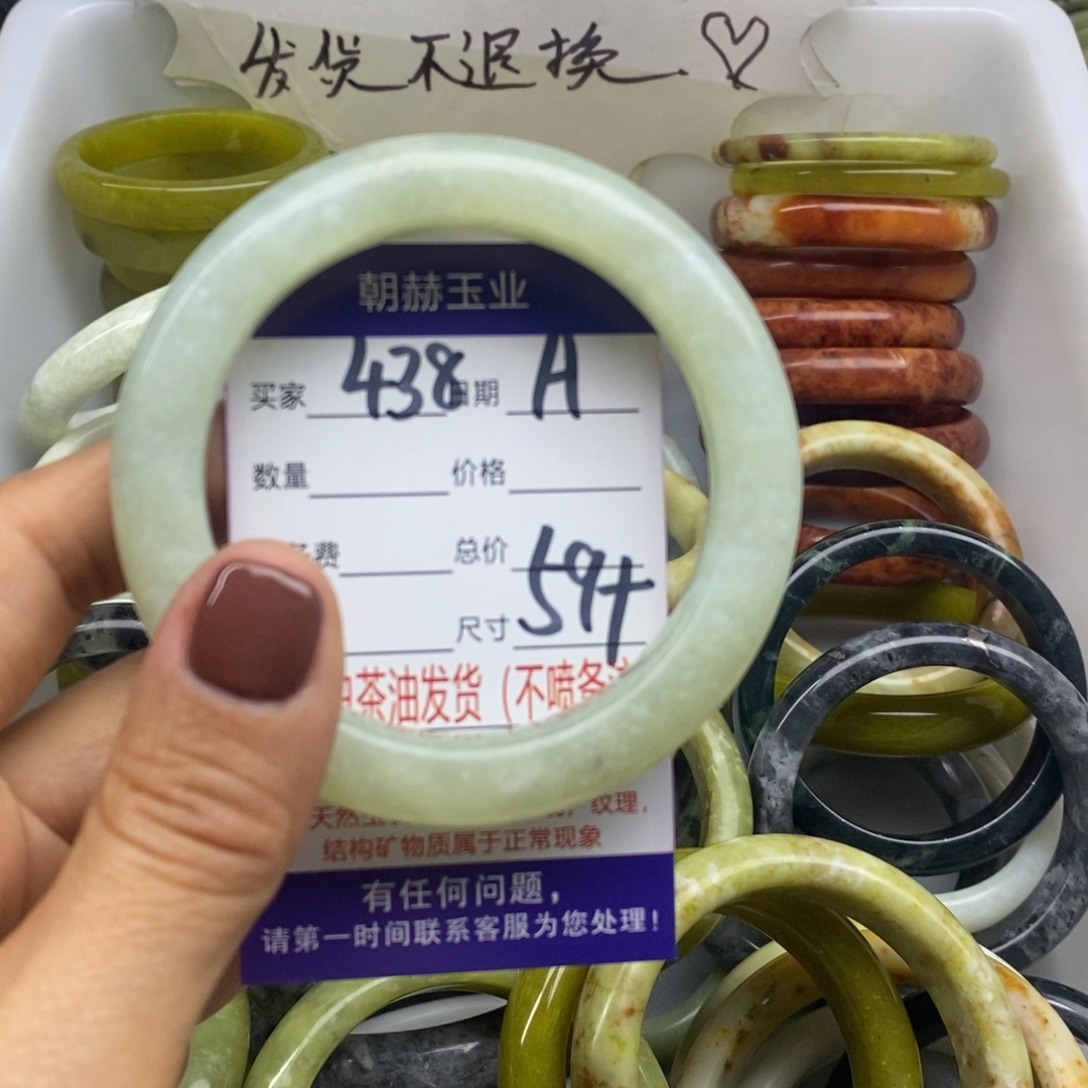 发货不退换.
朝赫玉业
买家 438 日期 A
数量 价格
费 总价
尺寸 59+
茶油发货（不喷
天然 纹理，
结构矿物质属于正常现象
有任何问题，
请第一时间联系客服为您处理！